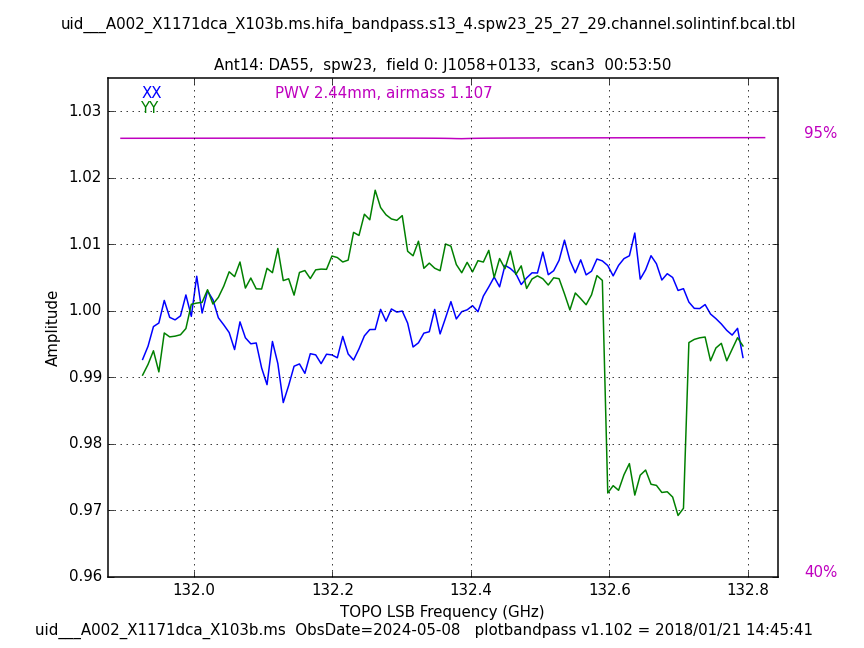 uid___A002_X1171dca_X103b.ms.hifa_bandpass.s13_4.spw23_25_27_29.channel.solintinf.bcal.tbl
Ant14: DA55,  spw23,  field 0: J1058+0133,  scan3  00:53:50
XX
PWV 2.44mm, airmass 1.107
YY
95%
40%
Amplitude
1.03
1.02
1.01
1.00
0.99
0.98
0.97
0.96
132.0 132.2 132.4 132.6 132.8
TOPO LSB Frequency (GHz)
uid___A002_X1171dca_X103b.ms  ObsDate=2024-05-08   plotbandpass v1.102 = 2018/01/21 14:45:41